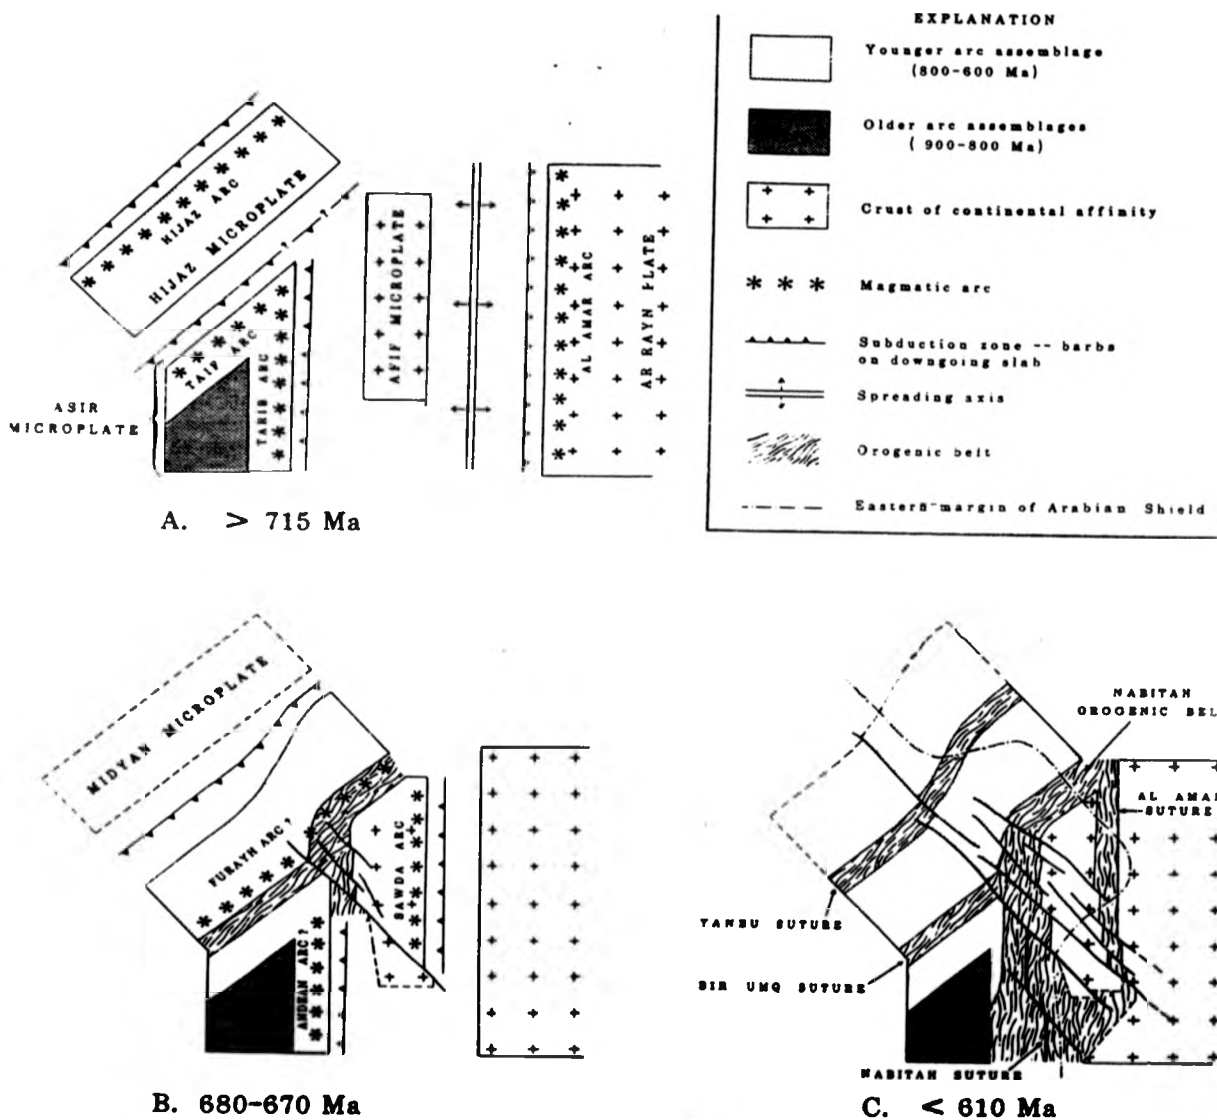 EXPLANATION
Younger arc assemblage
(800-600 Ma)
Older arc assemblages
( 900-800 Ma)
Crust of continental affinity
Magmatic arc
Subduction zone -- barbs
on downgoing slab
Spreading axis
Orogenic belt
Eastern margin of Arabian Shield
HIJAZ ARC
HIJAZ MICROPLATE
?
?
TAIF ARC
TARIB ARC
ASIR
MICROPLATE
AFIF MICROPLATE
AL AMAR ARC
AR RAYN PLATE
A. > 715 Ma
MIDYAN MICROPLATE
FURAYH ARC ?
SAWDA ARC
ANDEAN ARC ?
B. 680-670 Ma
NABITAH
OROGENIC BEL
AL AMAR
SUTURE
YANBU SUTURE
BIR UMQ SUTURE
NABITAH SUTURE
C. < 610 Ma